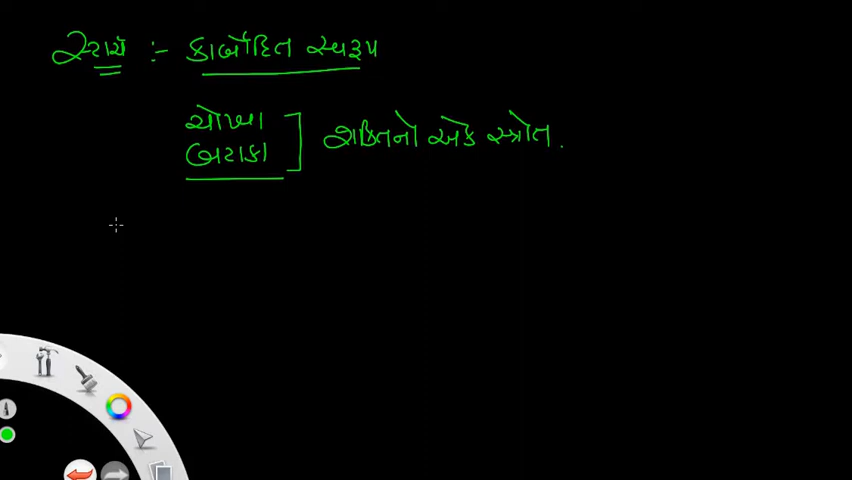 સ્ટાર્ચ :- કાર્બોદિત સ્વરૂપ
ચોખા
બટાકા
શક્તિનો એક સ્ત્રોત.